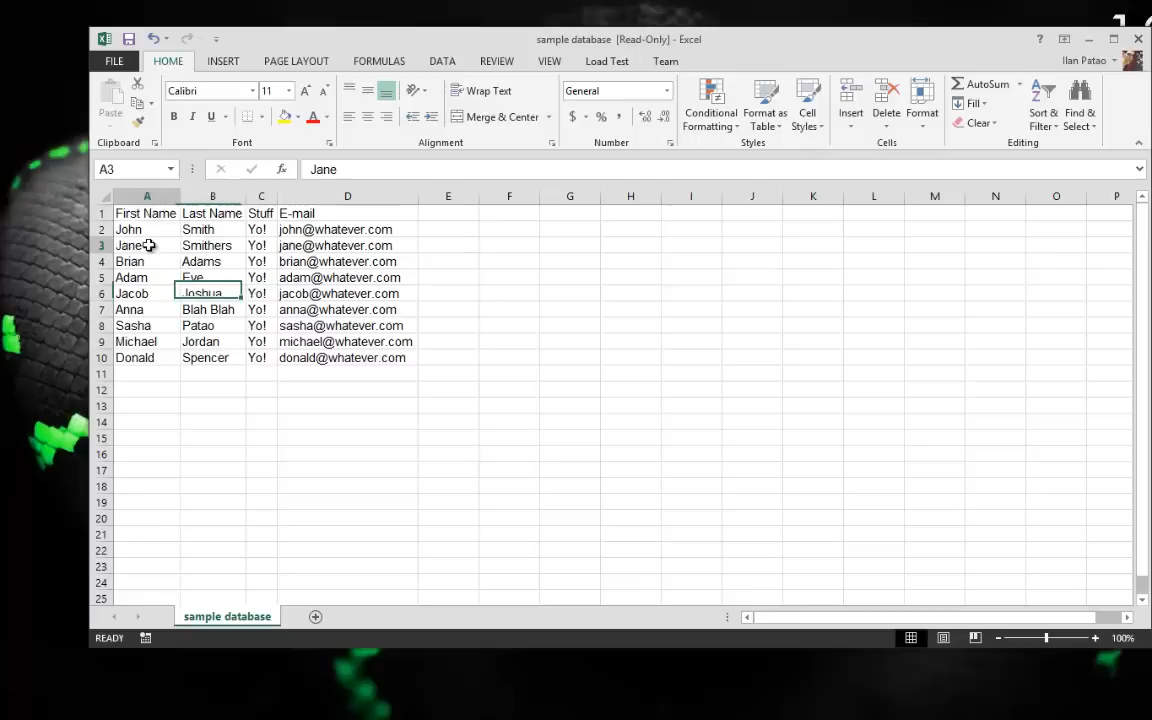 sample database [Read-Only] - Excel
?
FILE HOME INSERT PAGE LAYOUT FORMULAS DATA REVIEW VIEW Load Test Team Ilan Patao
Paste
Calibri 11
B I U
Wrap Text
Merge & Center
General
$ % ,
Conditional Formatting
Format as Table
Cell Styles
Insert
Delete
Format
AutoSum
Fill
Clear
Sort & Filter
Find & Select
Clipboard Font Alignment Number Styles Cells Editing
A3 fx Jane
A B C D E F G H I J K L M N O P
1 First Name Last Name Stuff E-mail
2 John Smith Yo! john@whatever.com
3 Jane Smithers Yo! jane@whatever.com
4 Brian Adams Yo! brian@whatever.com
5 Adam Eve Yo! adam@whatever.com
6 Jacob Joshua Yo! jacob@whatever.com
7 Anna Blah Blah Yo! anna@whatever.com
8 Sasha Patao Yo! sasha@whatever.com
9 Michael Jordan Yo! michael@whatever.com
10 Donald Spencer Yo! donald@whatever.com
11
12
13
14
15
16
17
18
19
20
21
22
23
24
25
sample database
READY 100%